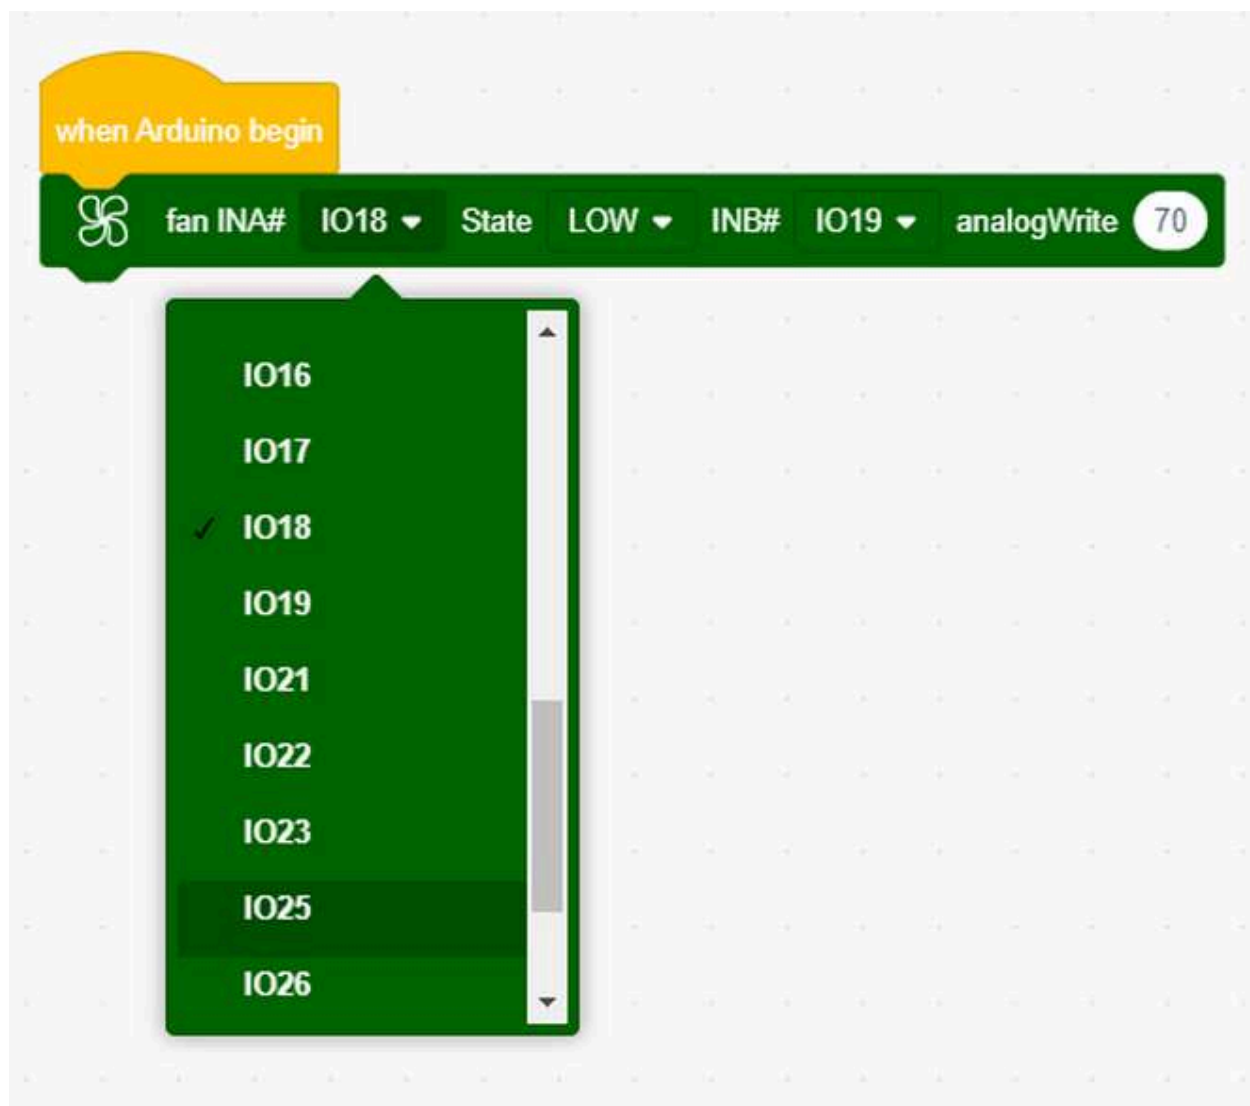 when Arduino begin
fan INA# IO18 State LOW INB# IO19 analogWrite 70
IO16
IO17
✓ IO18
IO19
IO21
IO22
IO23
IO25
IO26